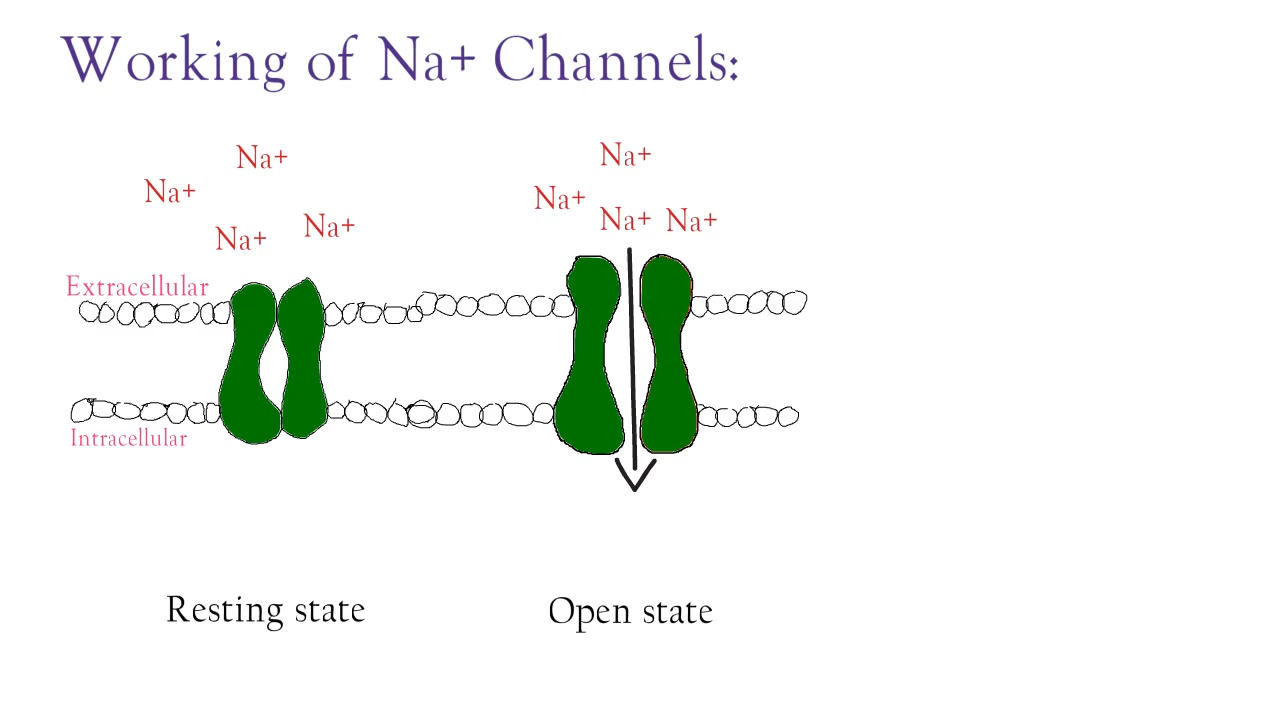 Working of Na+ Channels:
Na+
Na+
Na+
Na+
Na+
Na+
Na+ Na+
Extracellular
Intracellular
Resting state
Open state